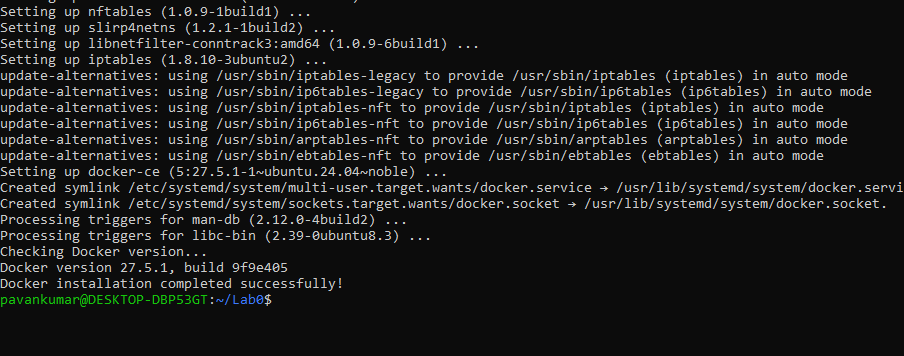 Setting up nftables (1.0.9-1build1) ...
Setting up slirp4netns (1.2.1-1build2) ...
Setting up libnetfilter-conntrack3:amd64 (1.0.9-6build1) ...
Setting up iptables (1.8.10-3ubuntu2) ...
update-alternatives: using /usr/sbin/iptables-legacy to provide /usr/sbin/iptables (iptables) in auto mode
update-alternatives: using /usr/sbin/ip6tables-legacy to provide /usr/sbin/ip6tables (ip6tables) in auto mode
update-alternatives: using /usr/sbin/iptables-nft to provide /usr/sbin/iptables (iptables) in auto mode
update-alternatives: using /usr/sbin/ip6tables-nft to provide /usr/sbin/ip6tables (ip6tables) in auto mode
update-alternatives: using /usr/sbin/arptables-nft to provide /usr/sbin/arptables (arptables) in auto mode
update-alternatives: using /usr/sbin/ebtables-nft to provide /usr/sbin/ebtables (ebtables) in auto mode
Setting up docker-ce (5:27.5.1-1~ubuntu.24.04~noble) ...
Created symlink /etc/systemd/system/multi-user.target.wants/docker.service → /usr/lib/systemd/system/docker.servi
Created symlink /etc/systemd/system/sockets.target.wants/docker.socket → /usr/lib/systemd/system/docker.socket.
Processing triggers for man-db (2.12.0-4build2) ...
Processing triggers for libc-bin (2.39-0ubuntu8.3) ...
Checking Docker version...
Docker version 27.5.1, build 9f9e405
Docker installation completed successfully!
pavankumar@DESKTOP-DBP53GT:~/Lab0$